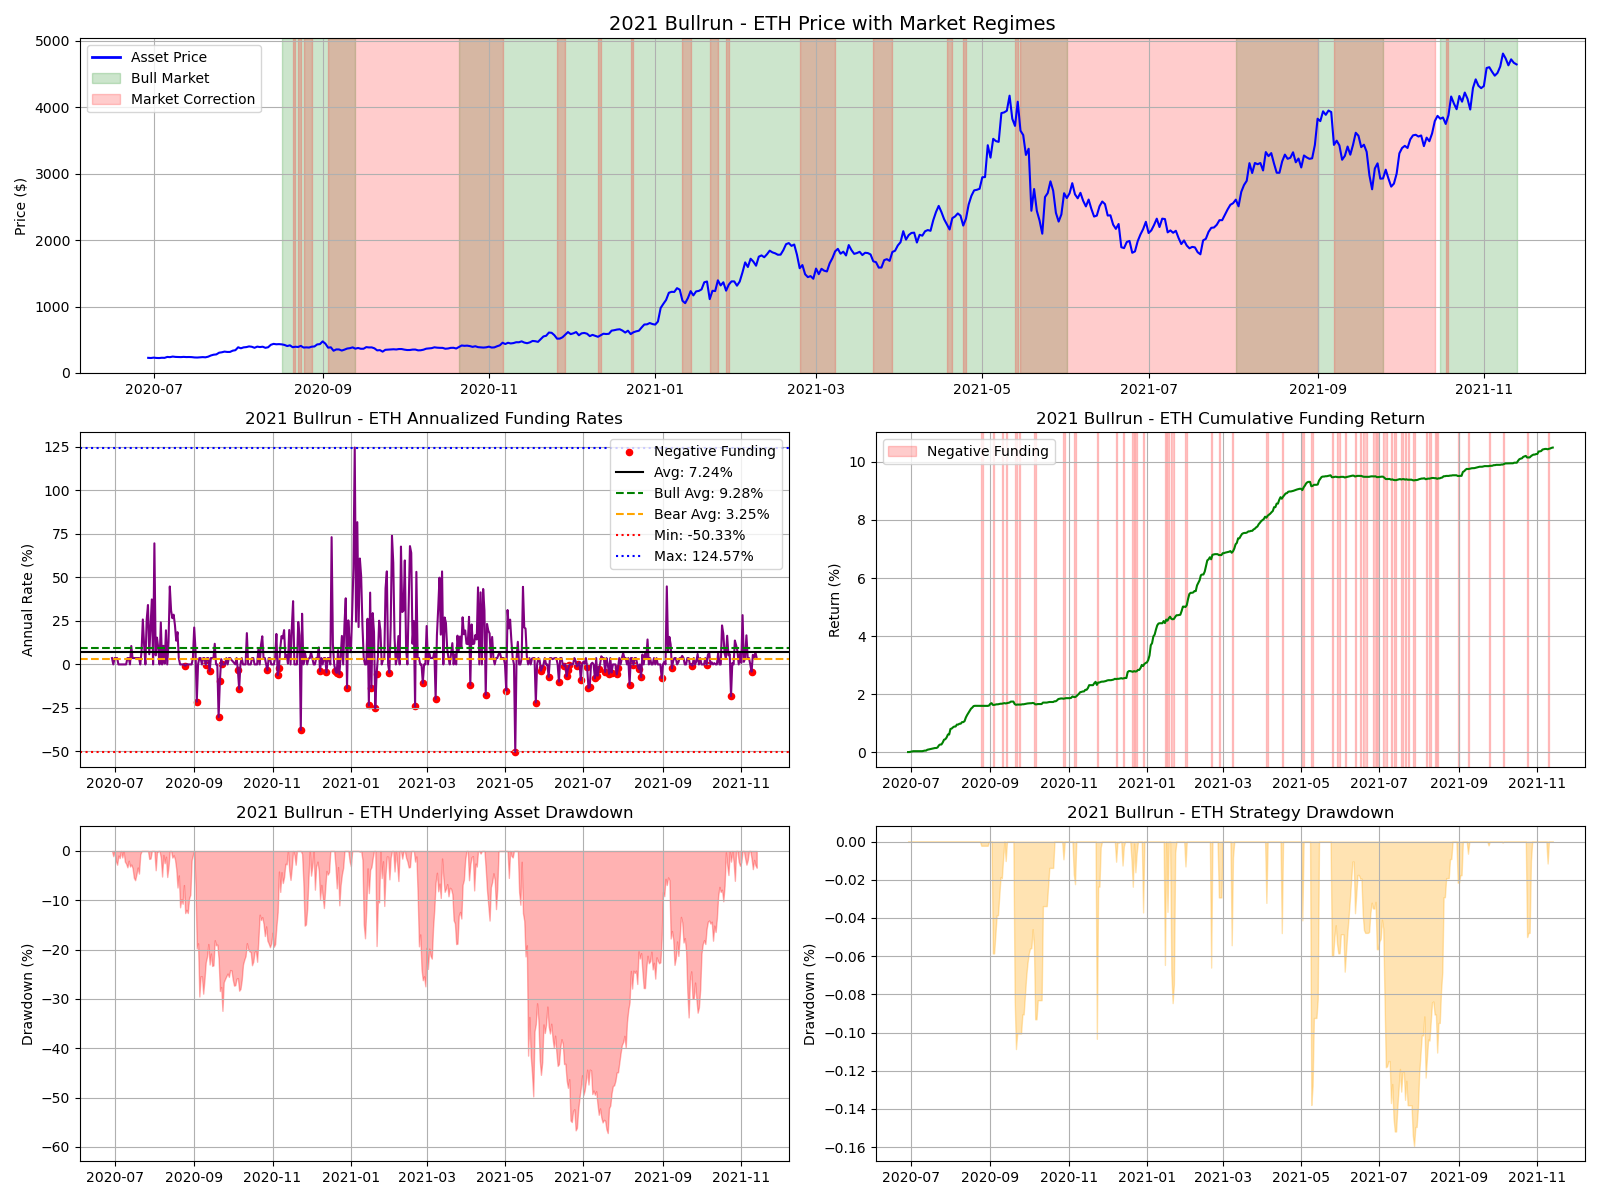 2021 Bullrun - ETH Price with Market Regimes
Price ($)
5000
4000
3000
2000
1000
0
Asset Price
Bull Market
Market Correction
2020-07 2020-09 2020-11 2021-01 2021-03 2021-05 2021-07 2021-09 2021-11
2021 Bullrun - ETH Annualized Funding Rates
Annual Rate (%)
125
100
75
50
25
0
−25
−50
Negative Funding
Avg: 7.24%
Bull Avg: 9.28%
Bear Avg: 3.25%
Min: -50.33%
Max: 124.57%
2020-07 2020-09 2020-11 2021-01 2021-03 2021-05 2021-07 2021-09 2021-11
2021 Bullrun - ETH Cumulative Funding Return
Return (%)
10
8
6
4
2
0
Negative Funding
2020-07 2020-09 2020-11 2021-01 2021-03 2021-05 2021-07 2021-09 2021-11
2021 Bullrun - ETH Underlying Asset Drawdown
Drawdown (%)
0
−10
−20
−30
−40
−50
−60
2020-07 2020-09 2020-11 2021-01 2021-03 2021-05 2021-07 2021-09 2021-11
2021 Bullrun - ETH Strategy Drawdown
Drawdown (%)
0.00
−0.02
−0.04
−0.06
−0.08
−0.10
−0.12
−0.14
−0.16
2020-07 2020-09 2020-11 2021-01 2021-03 2021-05 2021-07 2021-09 2021-11